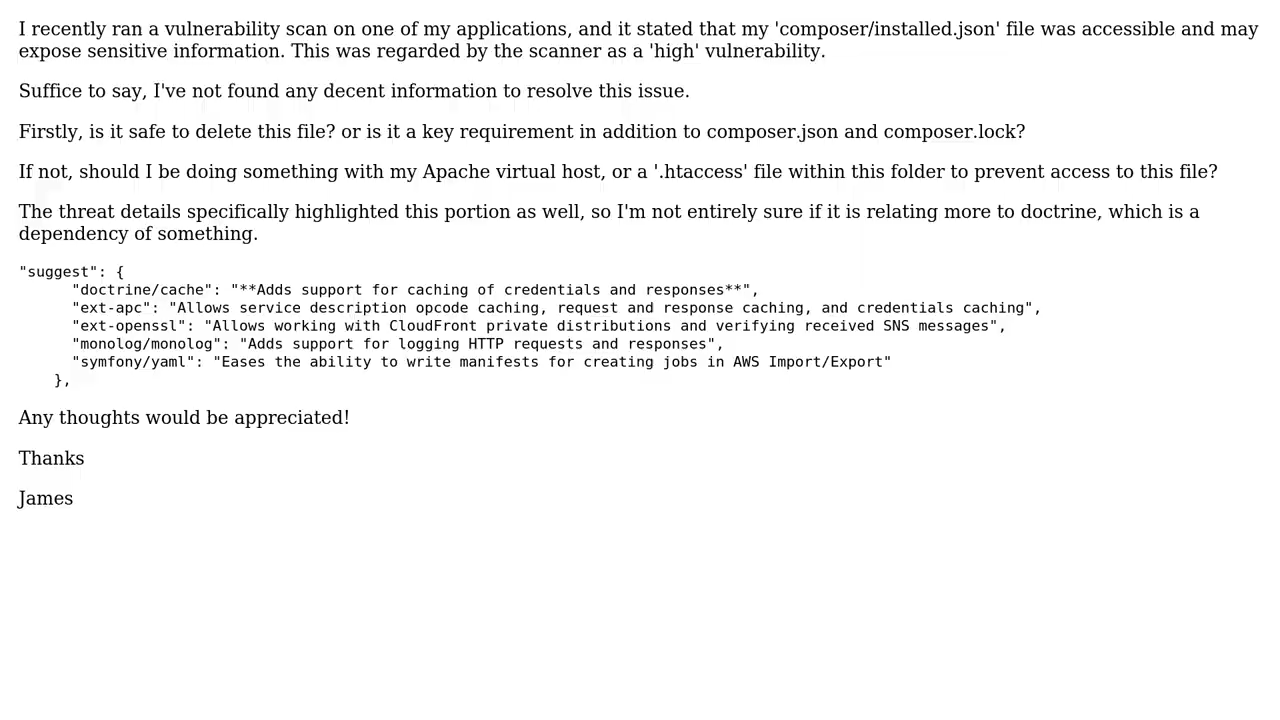 I recently ran a vulnerability scan on one of my applications, and it stated that my 'composer/installed.json' file was accessible and may
expose sensitive information. This was regarded by the scanner as a 'high' vulnerability.
Suffice to say, I've not found any decent information to resolve this issue.
Firstly, is it safe to delete this file? or is it a key requirement in addition to composer.json and composer.lock?
If not, should I be doing something with my Apache virtual host, or a '.htaccess' file within this folder to prevent access to this file?
The threat details specifically highlighted this portion as well, so I'm not entirely sure if it is relating more to doctrine, which is a
dependency of something.
"suggest": {
      "doctrine/cache": "**Adds support for caching of credentials and responses**",
      "ext-apc": "Allows service description opcode caching, request and response caching, and credentials caching",
      "ext-openssl": "Allows working with CloudFront private distributions and verifying received SNS messages",
      "monolog/monolog": "Adds support for logging HTTP requests and responses",
      "symfony/yaml": "Eases the ability to write manifests for creating jobs in AWS Import/Export"
    },
Any thoughts would be appreciated!
Thanks
James